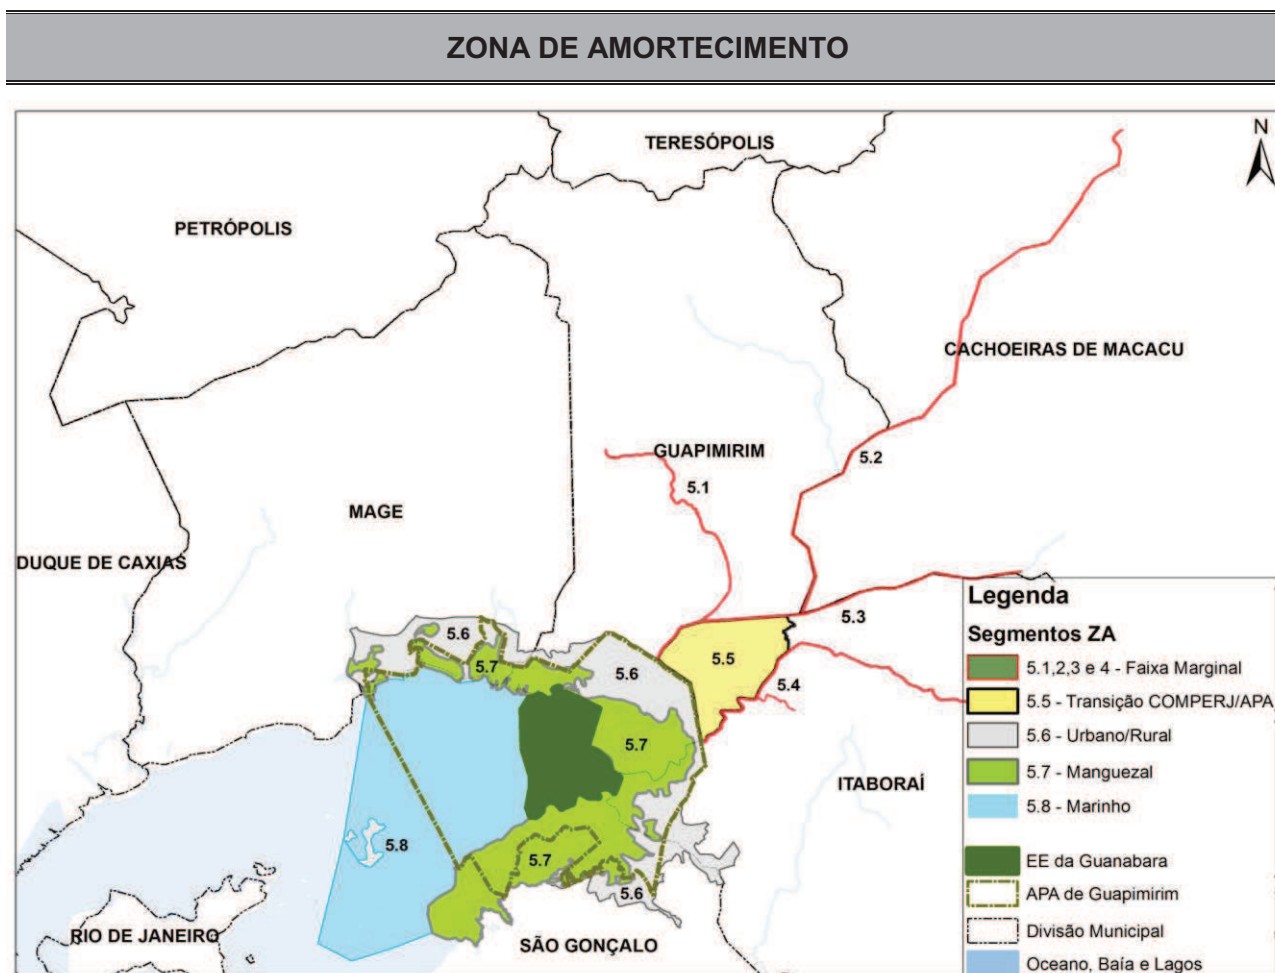 ZONA DE AMORTECIMENTO
TERESÓPOLIS
N
PETRÓPOLIS
CACHOEIRAS DE MACACU
GUAPIMIRIM
5.2
5.1
MAGE
DUQUE DE CAXIAS
5.3
5.6
5.7
5.6
5.5
5.4
5.7
ITABORAÍ
5.8
5.7
5.6
RIO DE JANEIRO
SÃO GONÇALO
Legenda
Segmentos ZA
5.1,2,3 e 4 - Faixa Marginal
5.5 - Transição COMPERJ/APA
5.6 - Urbano/Rural
5.7 - Manguezal
5.8 - Marinho
EE da Guanabara
APA de Guapimirim
Divisão Municipal
Oceano, Baía e Lagos